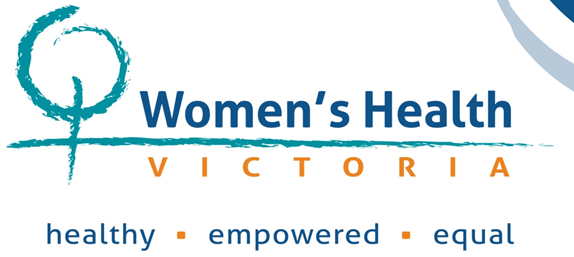 Women's Health
VICTORIA
healthy ▪ empowered ▪ equal